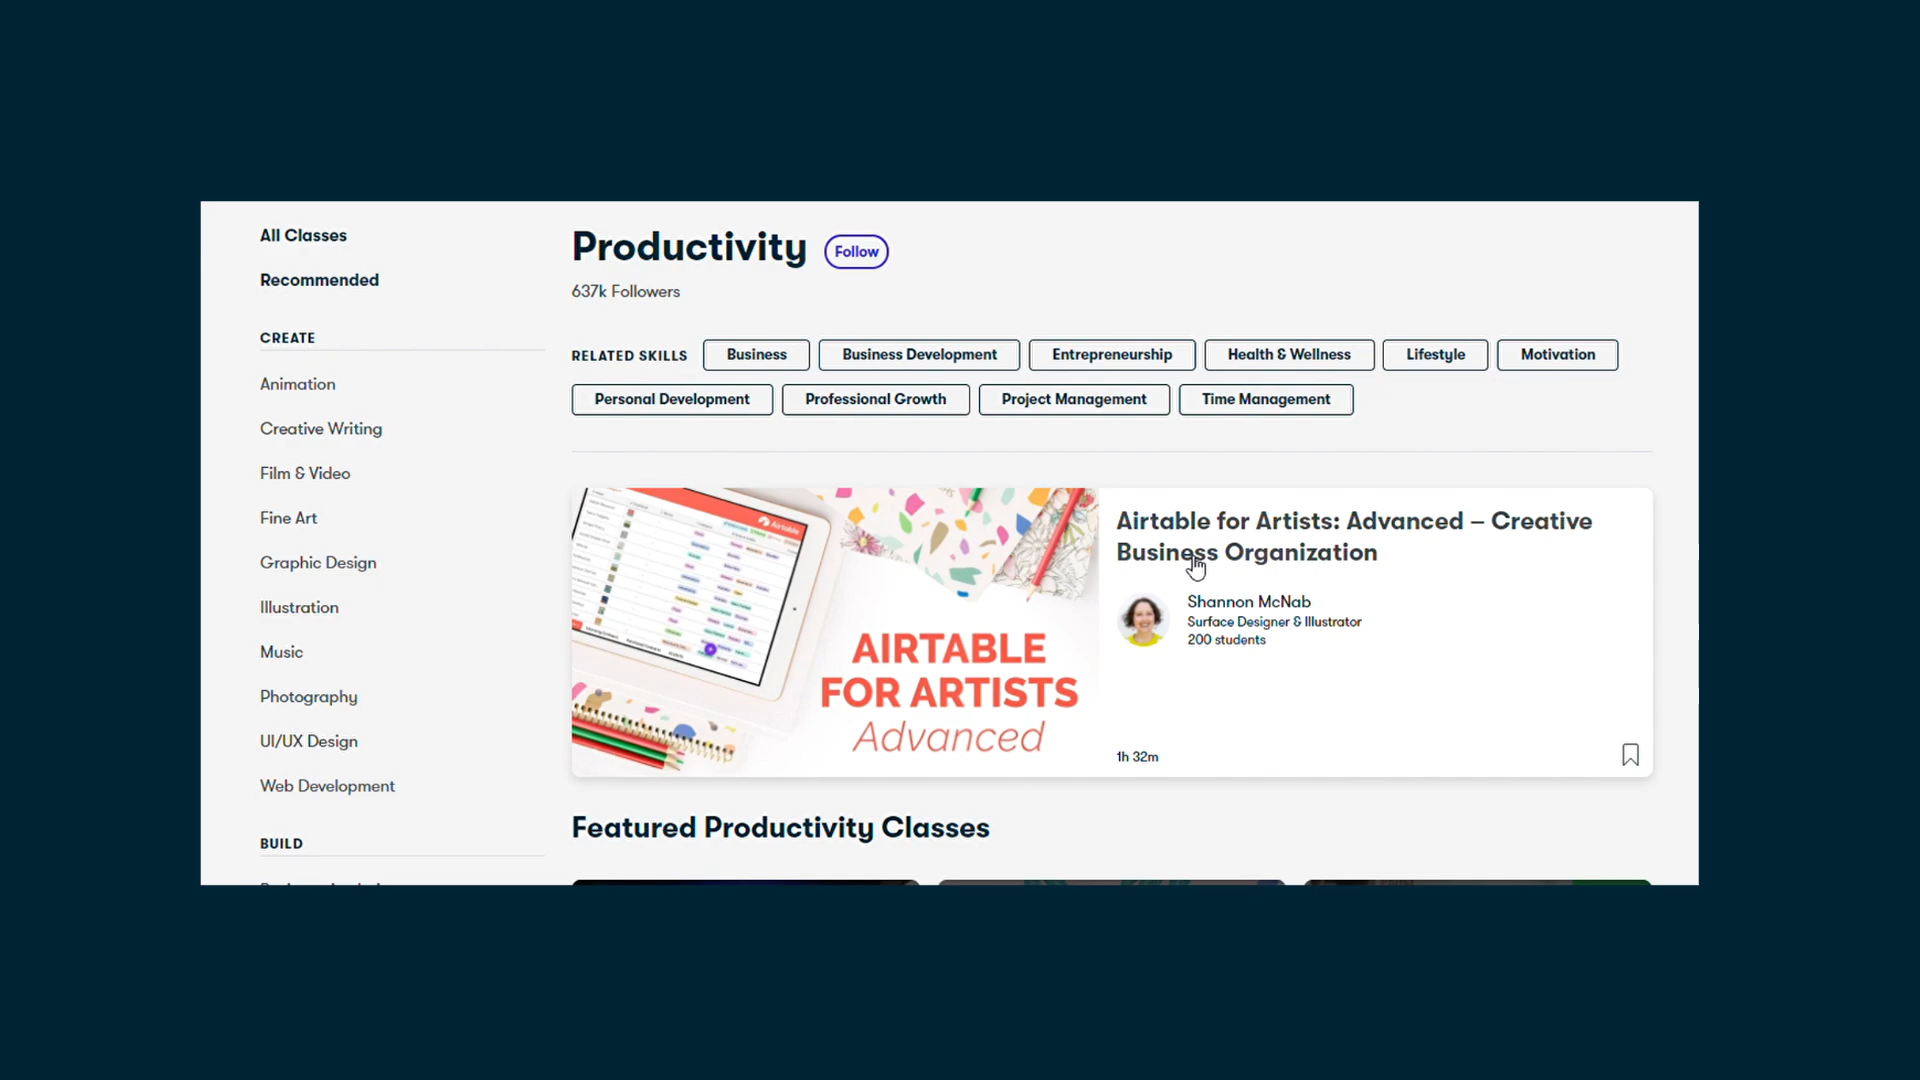 All Classes
Recommended
CREATE
Animation
Creative Writing
Film & Video
Fine Art
Graphic Design
Illustration
Music
Photography
UI/UX Design
Web Development
BUILD
Productivity
Follow
637k Followers
RELATED SKILLS
Business
Business Development
Entrepreneurship
Health & Wellness
Lifestyle
Motivation
Personal Development
Professional Growth
Project Management
Time Management
Airtable
AIRTABLE
FOR ARTISTS
Advanced
Airtable for Artists: Advanced – Creative
Business Organization
Shannon McNab
Surface Designer & Illustrator
200 students
1h 32m
Featured Productivity Classes